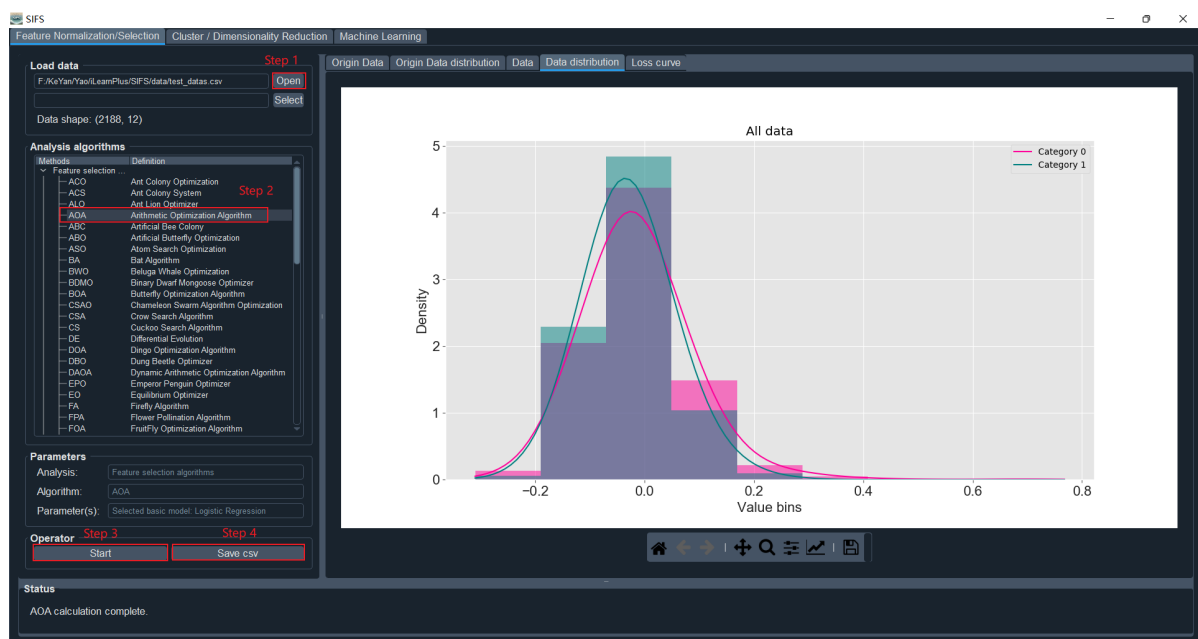 SIFS
Feature Normalization/Selection Cluster / Dimensionality Reduction Machine Learning
Load data
Step 1
F:/KeYan/Yao/iLearnPlus/SIFS/data/test_datas.csv Open
Select
Data shape: (2188, 12)
Analysis algorithms
Methods Definition
Feature selection ...
ACO Ant Colony Optimization
ACS Ant Colony System
Step 2
ALO Ant Lion Optimizer
AOA Arithmetic Optimization Algorithm
ABC Artificial Bee Colony
ABO Artificial Butterfly Optimization
ASO Atom Search Optimization
BA Bat Algorithm
BWO Beluga Whale Optimization
BDMO Binary Dwarf Mongoose Optimizer
BOA Butterfly Optimization Algorithm
CSAO Chameleon Swarm Algorithm Optimization
CSA Crow Search Algorithm
CS Cuckoo Search Algorithm
DE Differential Evolution
DOA Dingo Optimization Algorithm
DBO Dung Beetle Optimizer
DAOA Dynamic Arithmetic Optimization Algorithm
EPO Emperor Penguin Optimizer
EO Equilibrium Optimizer
FA Firefly Algorithm
FPA Flower Pollination Algorithm
FOA FruitFly Optimization Algorithm
Parameters
Analysis: Feature selection algorithms
Algorithm: AOA
Parameter(s): Selected basic model: Logistic Regression
Operator
Step 3 Step 4
Start Save csv
Origin Data Origin Data distribution Data Data distribution Loss curve
All data
Category 0
Category 1
Density
5
4
3
2
1
0
−0.2 0.0 0.2 0.4 0.6 0.8
Value bins
Status
AOA calculation complete.